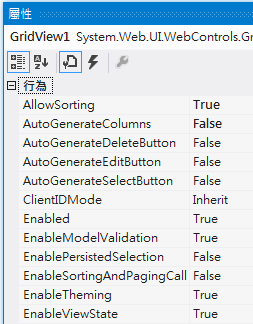 屬性
GridView1 System.Web.UI.WebControls.Gr
行為
AllowSorting True
AutoGenerateColumns False
AutoGenerateDeleteButton False
AutoGenerateEditButton False
AutoGenerateSelectButton False
ClientIDMode Inherit
Enabled True
EnableModelValidation True
EnablePersistedSelection False
EnableSortingAndPagingCall False
EnableTheming True
EnableViewState True